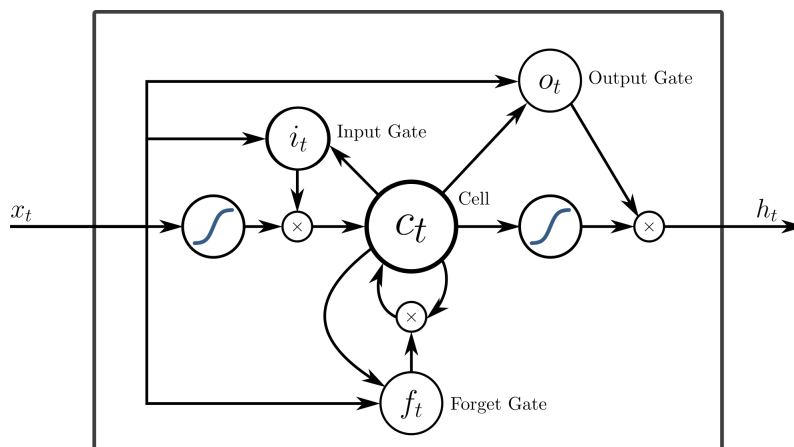 o_t Output Gate
i_t Input Gate
x_t
Cell
h_t
c_t
×
×
×
f_t Forget Gate